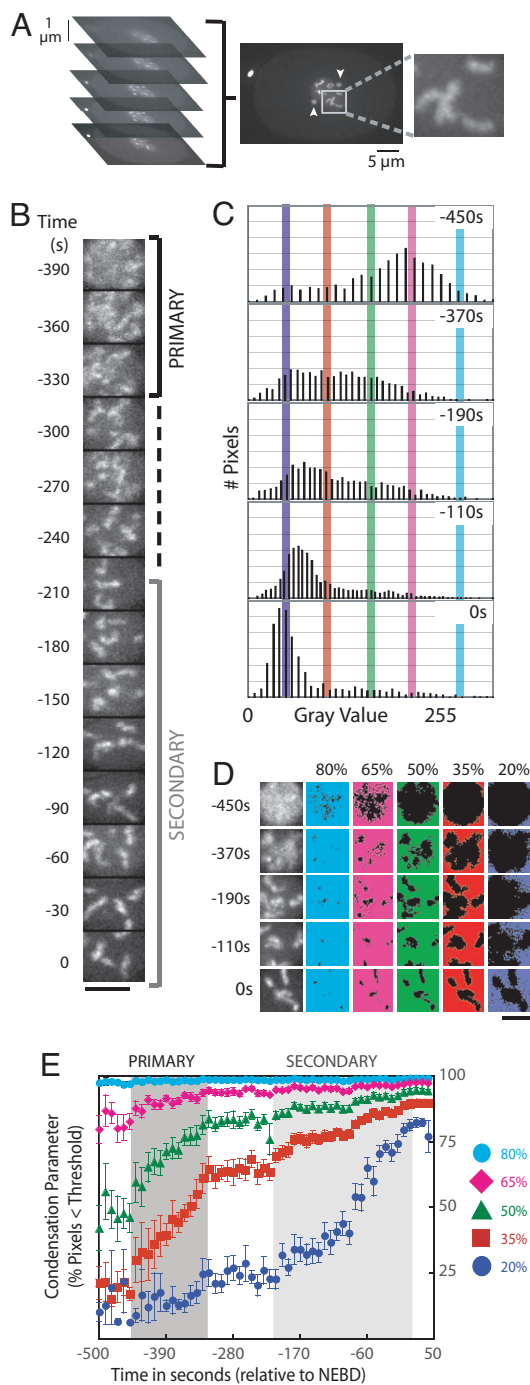 A
1
µm
5 µm
B
Time
(s)
-390
-360
-330
-300
-270
-240
-210
-180
-150
-120
-90
-60
-30
0
PRIMARY
SECONDARY
C
-450s
-370s
-190s
-110s
0s
# Pixels
0
Gray Value
255
D
80% 65% 50% 35% 20%
-450s
-370s
-190s
-110s
0s
E
PRIMARY
SECONDARY
Condensation Parameter
(% Pixels < Threshold)
100
75
50
25
80%
65%
50%
35%
20%
-500 -390 -280 -170 -60 50
Time in seconds (relative to NEBD)